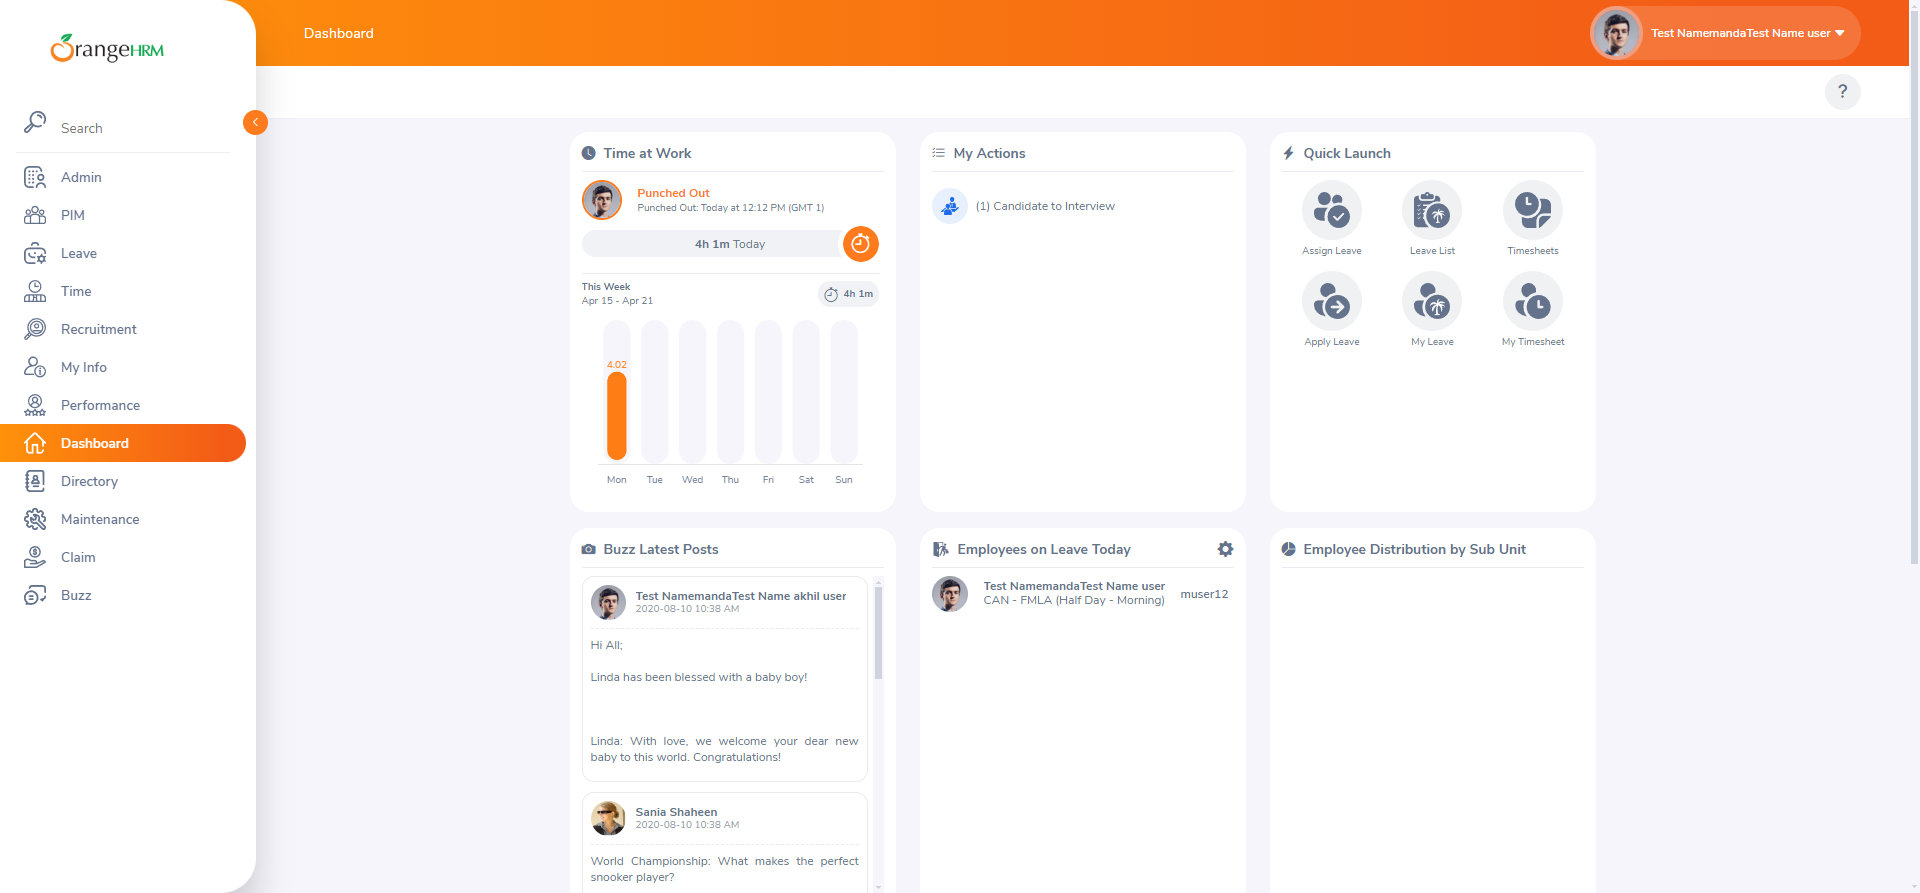 OrangeHRM
Search
Admin
PIM
Leave
Time
Recruitment
My Info
Performance
Dashboard
Directory
Maintenance
Claim
Buzz
Dashboard
Test NamemandaTest Name user
?
Time at Work
Punched Out
Punched Out: Today at 12:12 PM (GMT 1)
4h 1m Today
This Week
Apr 15 - Apr 21
4h 1m
4.02
Mon Tue Wed Thu Fri Sat Sun
My Actions
(1) Candidate to Interview
Quick Launch
Assign Leave Leave List Timesheets
Apply Leave My Leave My Timesheet
Buzz Latest Posts
Test NamemandaTest Name akhil user
2020-08-10 10:38 AM
Hi All;
Linda has been blessed with a baby boy!
Linda: With love, we welcome your dear new
baby to this world. Congratulations!
Sania Shaheen
2020-08-10 10:38 AM
World Championship: What makes the perfect
snooker player?
Employees on Leave Today
Test NamemandaTest Name user
CAN - FMLA (Half Day - Morning)
muser12
Employee Distribution by Sub Unit